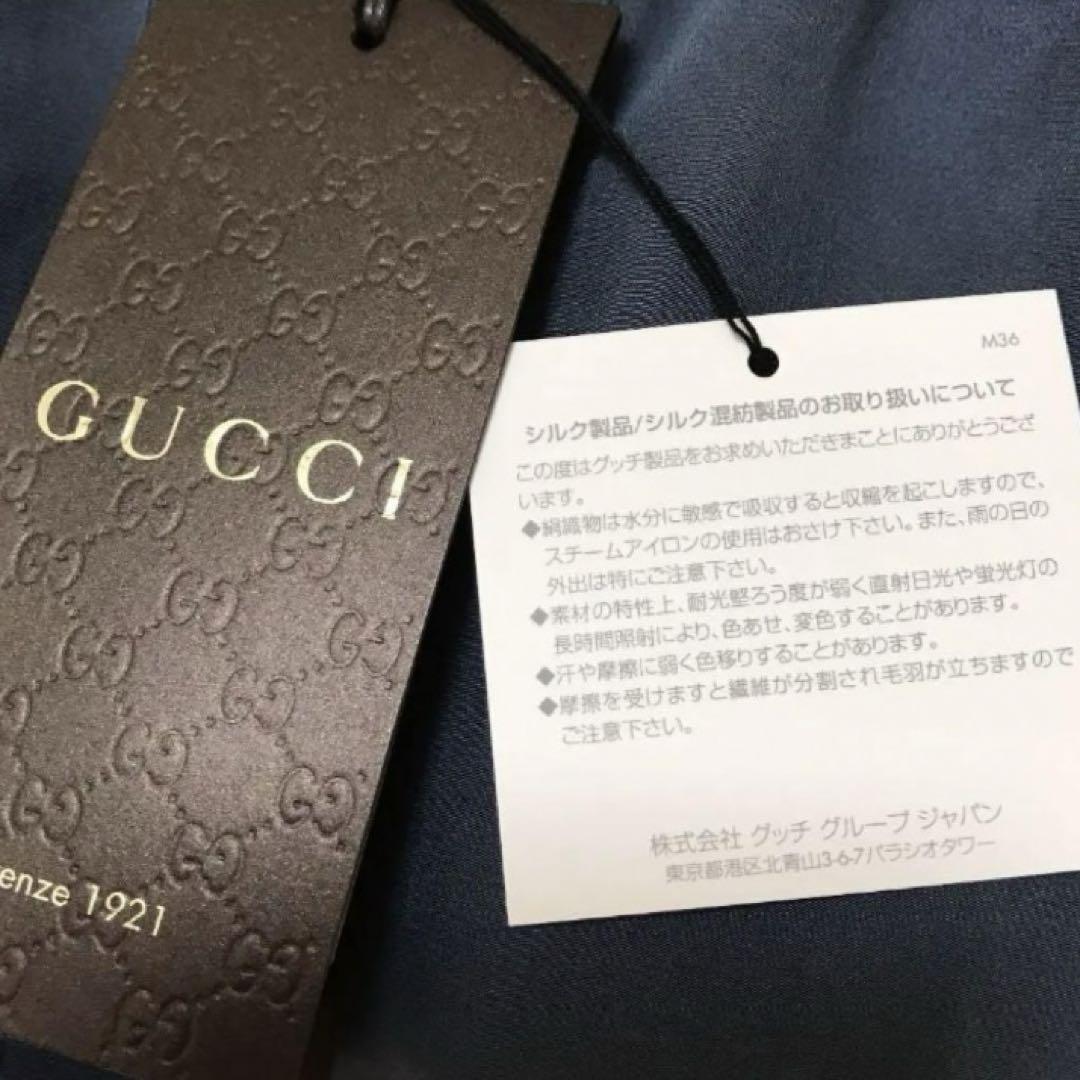 GUCCI
enze 1921
M36
シルク製品/シルク混紡製品のお取り扱いについて
この度はグッチ製品をお求めいただきまことにありがとうござ
います。
◆絹織物は水分に敏感で吸収すると収縮を起こしますので、
スチームアイロンの使用はおさけ下さい。また、雨の日の
外出は特にご注意下さい。
◆素材の特性上、耐光堅ろう度が弱く直射日光や蛍光灯の
長時間照射により、色あせ、変色することがあります。
◆汗や摩擦に弱く色移りすることがあります。
◆摩擦を受けますと繊維が分割され毛羽が立ちますので
ご注意下さい。
株式会社 グッチ グループ ジャパン
東京都港区北青山3-6-7パラシオタワー